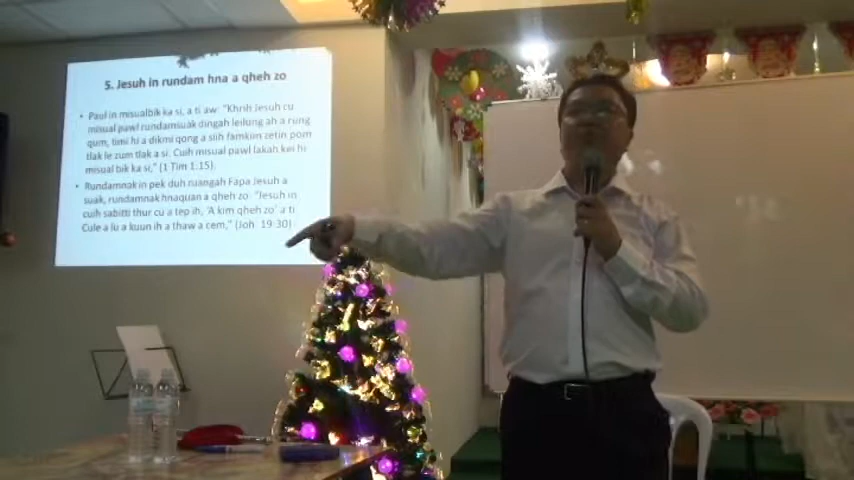 5. Jesuh in rundam hna a qheh zo
• Paul in misualbik ka si, a ti aw. "Khrih Jesuh cu
misual pawl rundamsuak dingah leilung ah a rung
qum, timi hi a dikmi qong a siih famkiin zetin pom
tlak le zum tlak a si. Cuih misual pawl lakah kei hi
misual bik ka si," (1 Tim 1:15).
• Rundamnak in pek duh ruangah Fapa Jesuh a
suak, rundamnak hnaquan a qheh zo. "Jesuh in
cuih sabitti thur cu a tep ih, 'A kim qheh zo' a ti
Cule a lu a kuun ih a thaw a cem," (Joh 19:30)